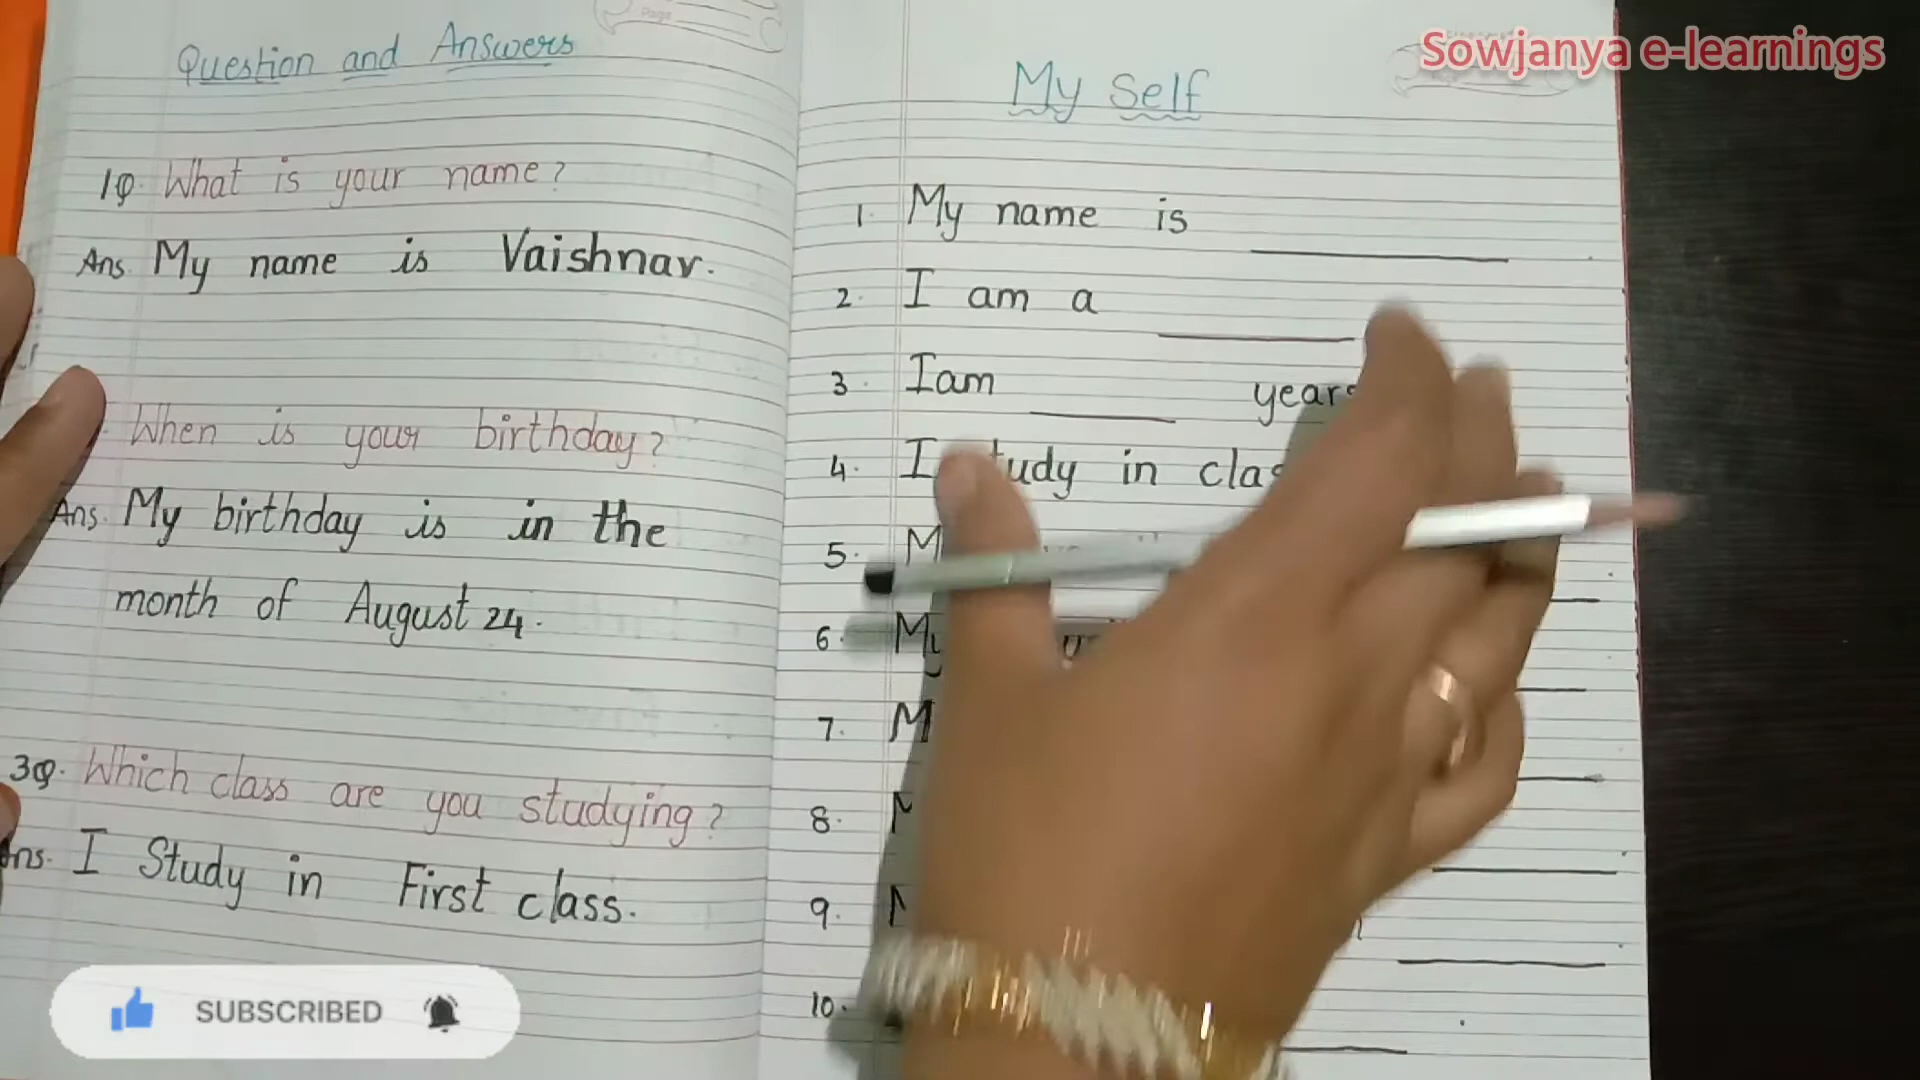 Question and Answers
1Q. What is your name?
Ans. My name is Vaishnav.
When is your birthday?
Ans. My birthday is in the
month of August 24.
3Q. Which class are you studying?
Ans. I Study in First class.
SUBSCRIBED
Sowjanya e-learnings
My Self
1. My name is
2. I am a
3. I am years
4. I study in
5.
6. My
7.
8.
9.
10.